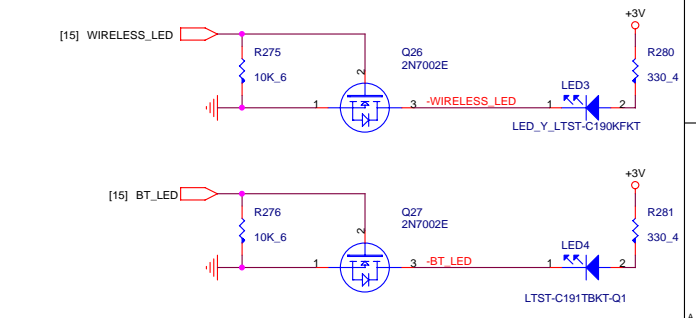 +3V
[15] WIRELESS_LED
R275
10K_6
Q26
2N7002E
R280
330_4
2
LED3
1
3
-WIRELESS_LED
1
2
LED_Y_LTST-C190KFKT
+3V
[15] BT_LED
R276
10K_6
Q27
2N7002E
R281
330_4
2
LED4
1
3
-BT_LED
1
2
LTST-C191TBKT-Q1
A